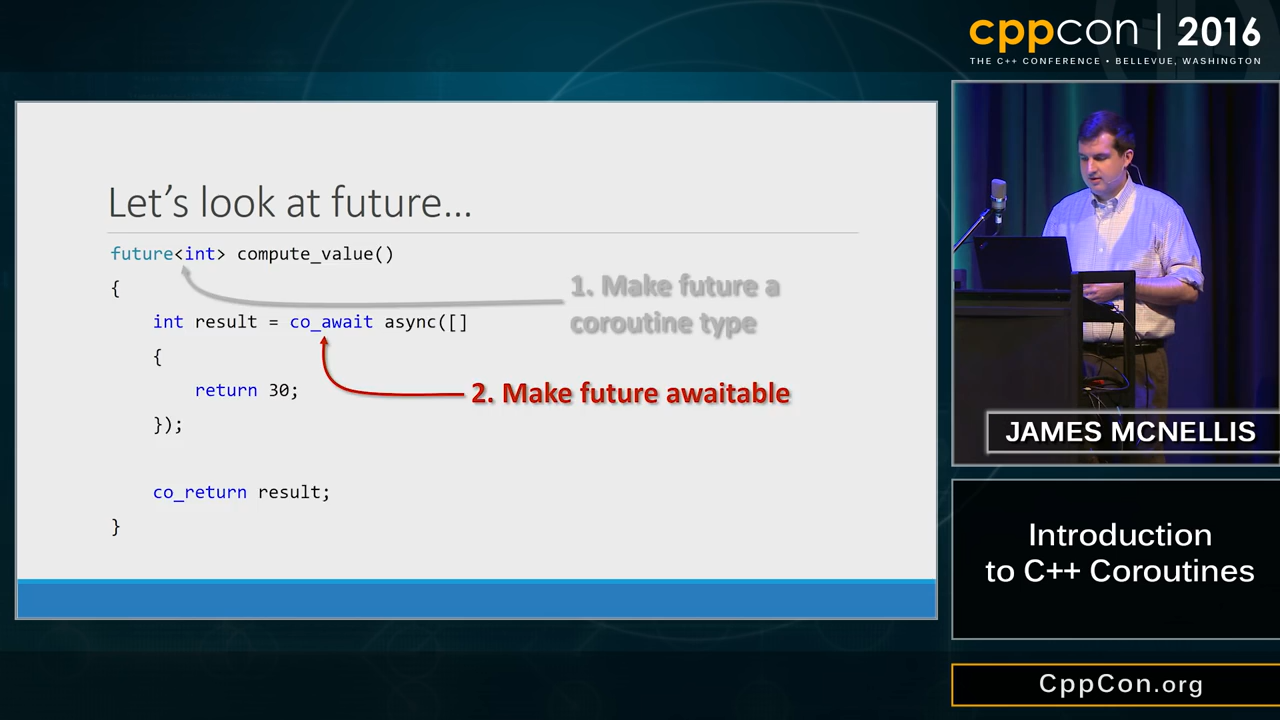 cppcon | 2016
THE C++ CONFERENCE • BELLEVUE, WASHINGTON
Let's look at future...
future<int> compute_value()
{
1. Make future a
coroutine type
int result = co_await async([]
{
return 30;
2. Make future awaitable
});
co_return result;
}
JAMES MCNELLIS
Introduction
to C++ Coroutines
CppCon.org